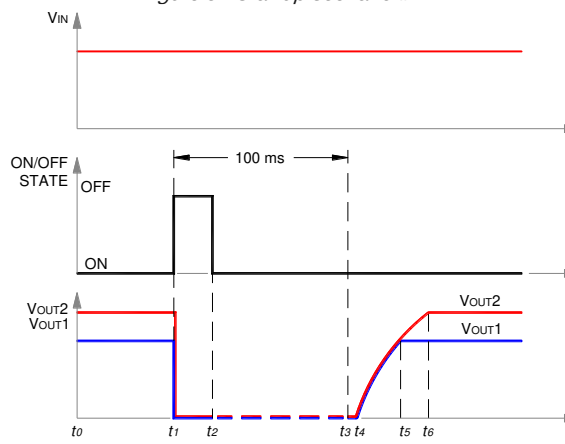 VIN
100 ms
ON/OFF
STATE
OFF
ON
VOUT2
VOUT1
VOUT2
VOUT1
t0 t1 t2 t3 t4 t5 t6